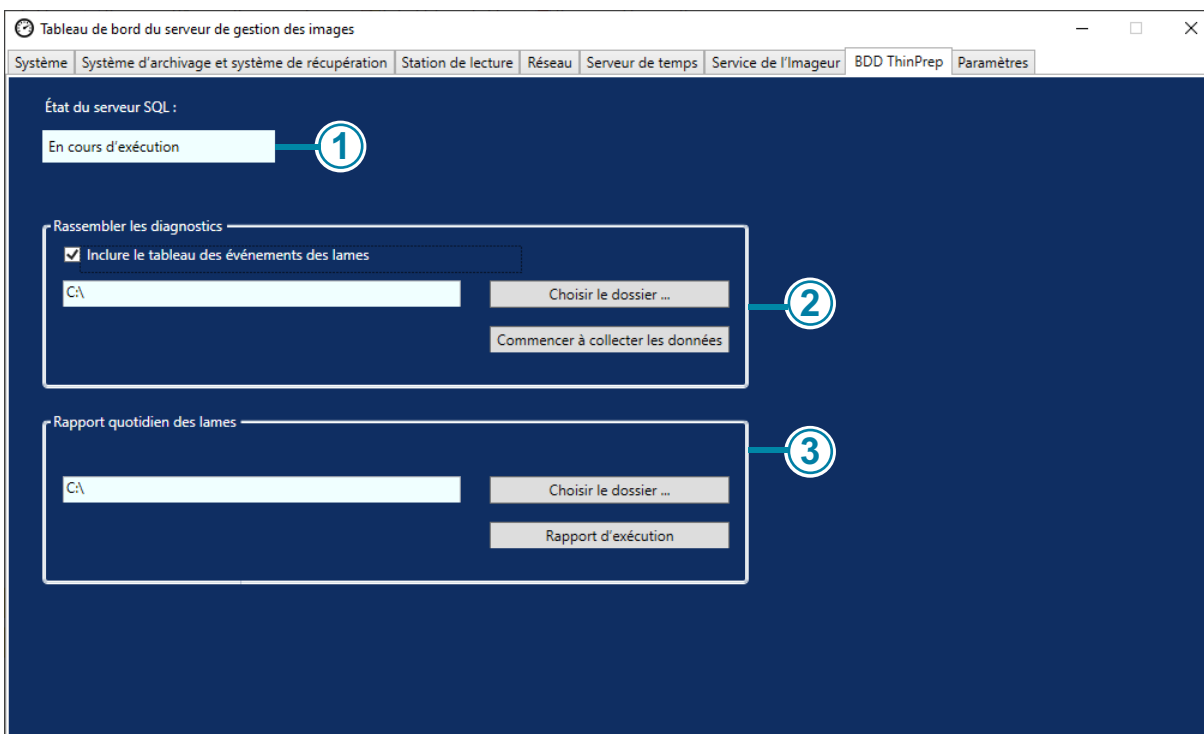 Tableau de bord du serveur de gestion des images
Système Système d'archivage et système de récupération Station de lecture Réseau Serveur de temps Service de l'Imageur BDD ThinPrep Paramètres
État du serveur SQL :
En cours d'exécution
1
Rassembler les diagnostics
Inclure le tableau des événements des lames
C:\ Choisir le dossier ...
2
Commencer à collecter les données
Rapport quotidien des lames
3
C:\ Choisir le dossier ...
Rapport d'exécution